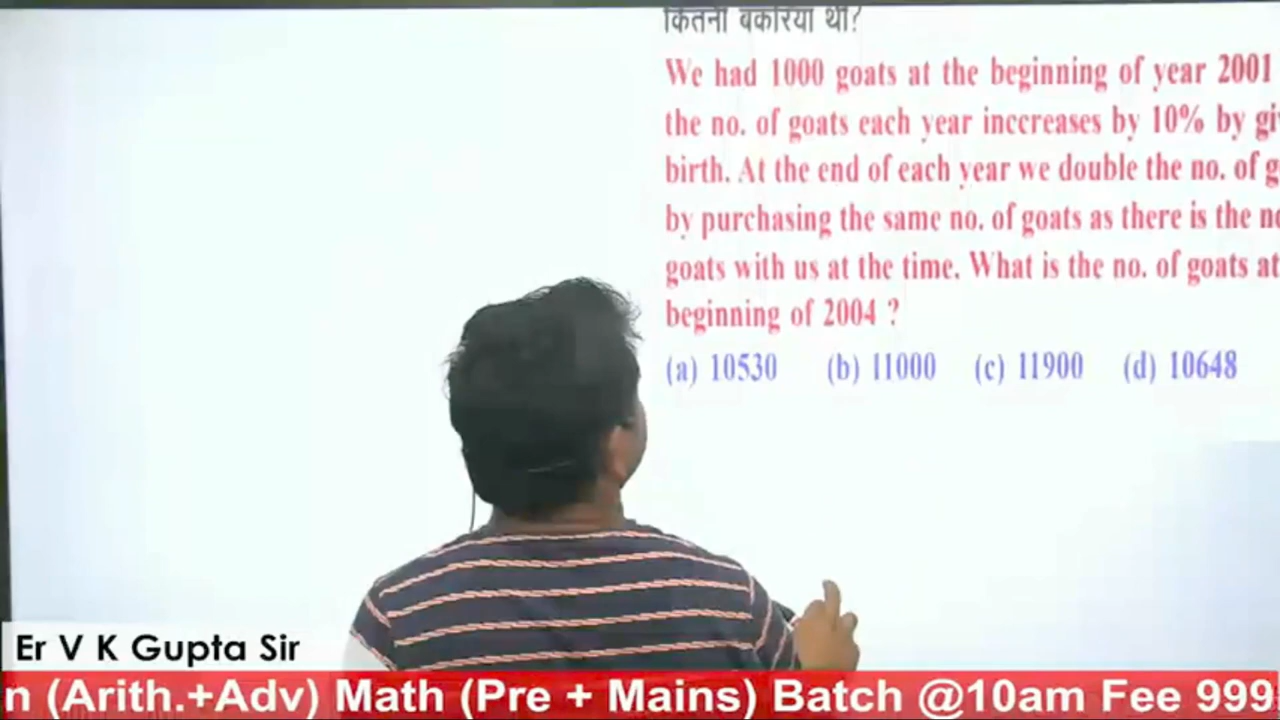 कितनी बकरियां थीं?
We had 1000 goats at the beginning of year 2001
the no. of goats each year inccreases by 10% by gi
birth. At the end of each year we double the no. of g
by purchasing the same no. of goats as there is the n
goats with us at the time. What is the no. of goats at
beginning of 2004 ?
(a) 10530 (b) 11000 (c) 11900 (d) 10648
Er V K Gupta Sir
n (Arith.+Adv) Math (Pre + Mains) Batch @10am Fee 999